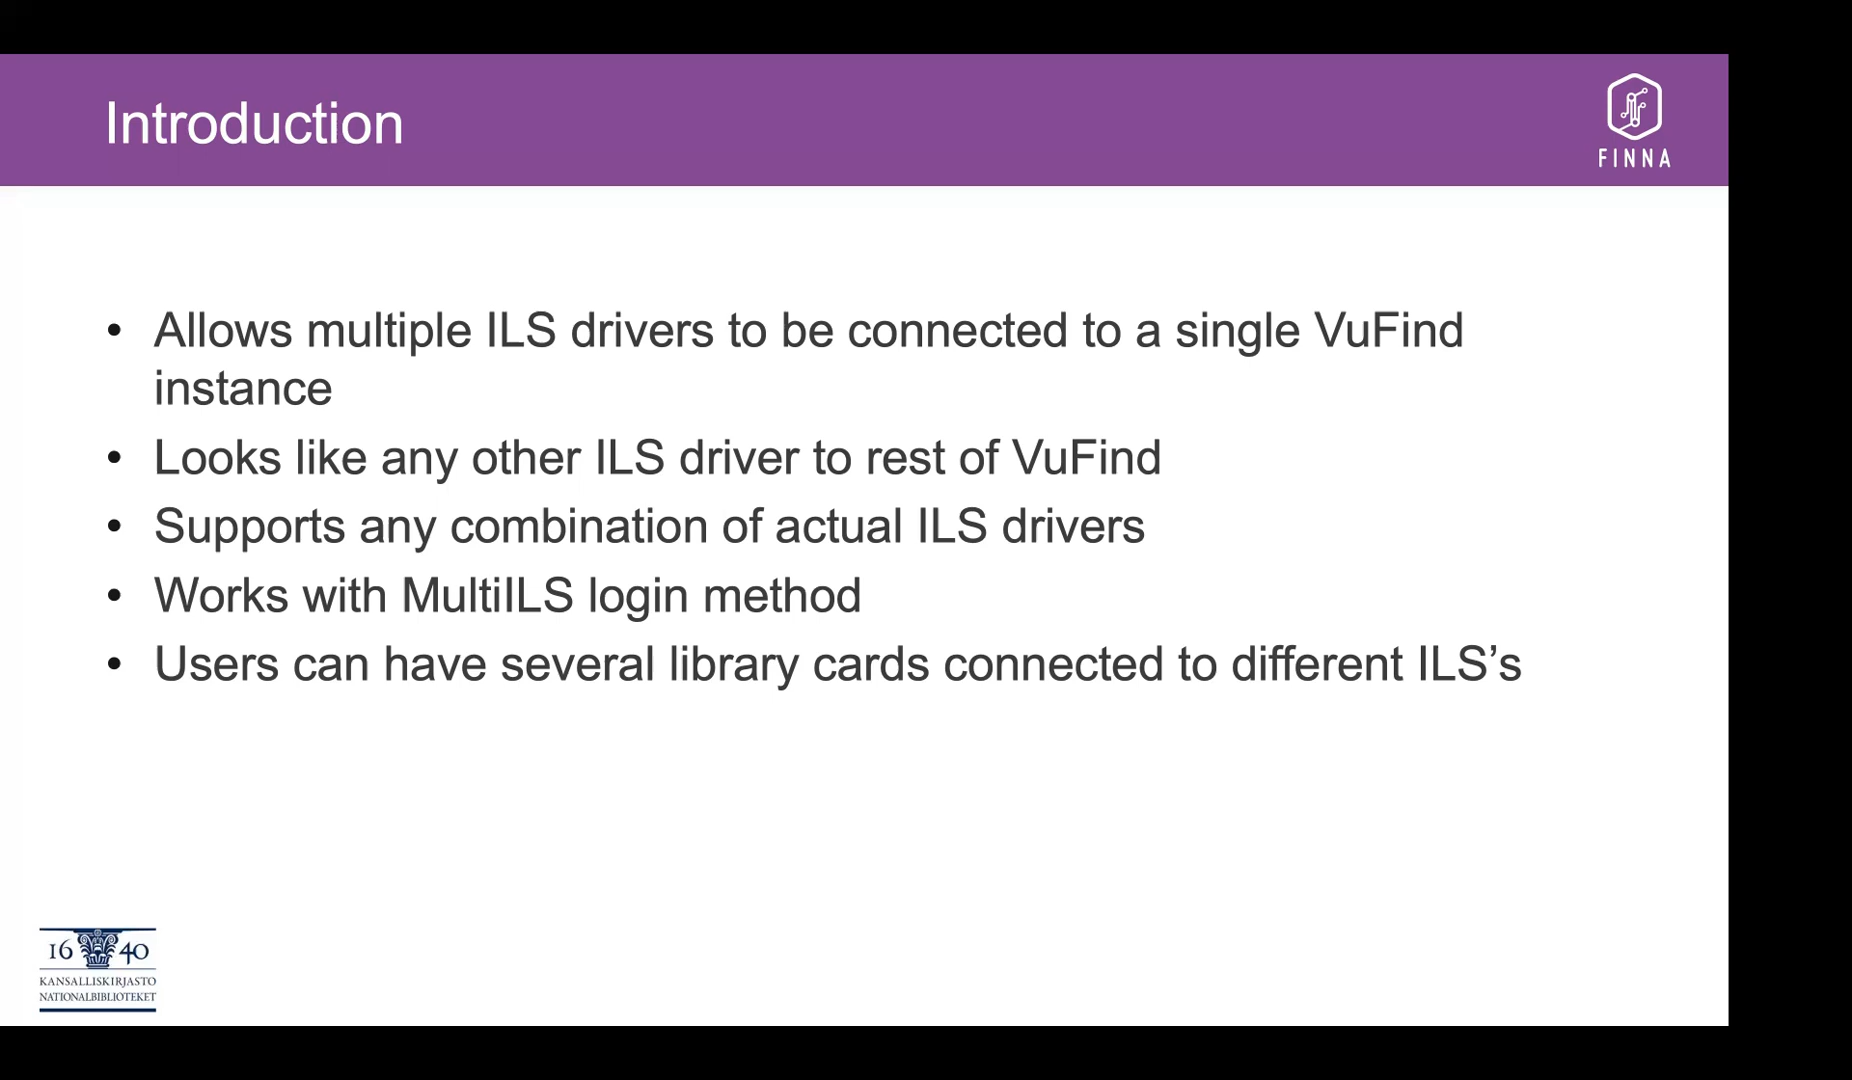 Introduction
FINNA
• Allows multiple ILS drivers to be connected to a single VuFind
instance
• Looks like any other ILS driver to rest of VuFind
• Supports any combination of actual ILS drivers
• Works with MultiILS login method
• Users can have several library cards connected to different ILS’s
16 40
KANSALLISKIRJASTO
NATIONALBIBLIOTEKET